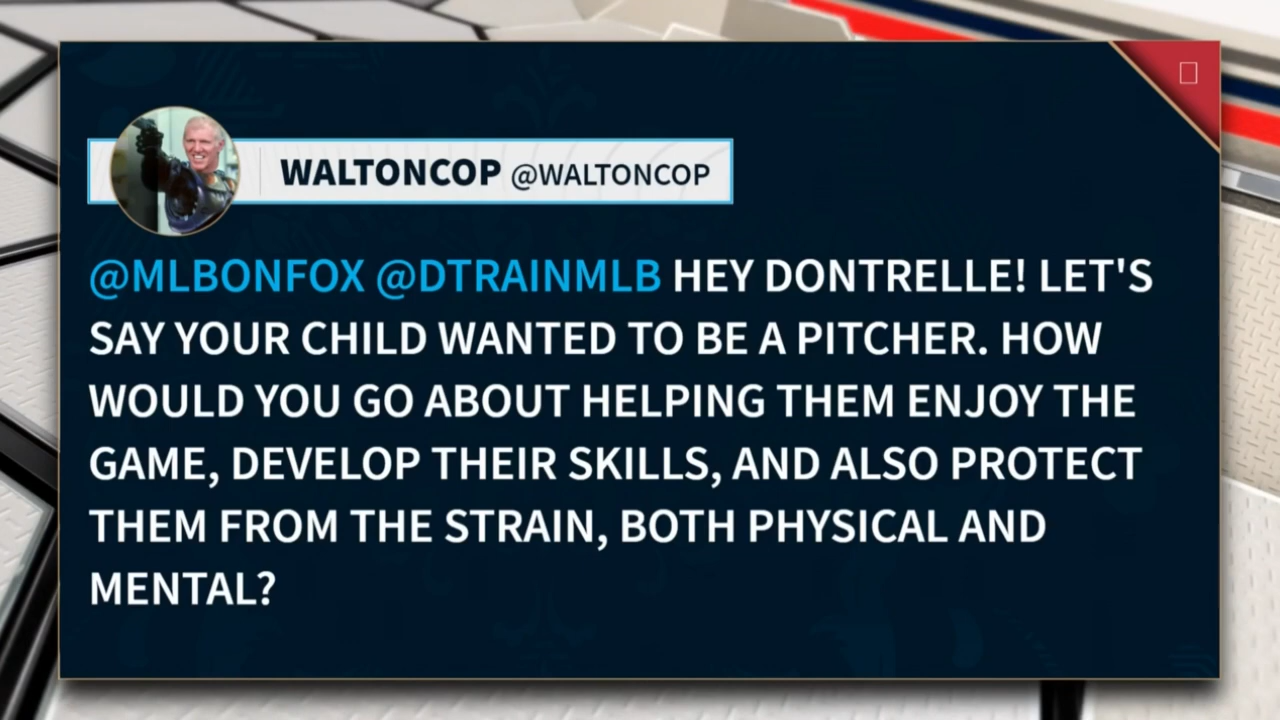 WALTONCOP @WALTONCOP
@MLBONFOX @DTRAINMLB HEY DONTRELLE! LET'S
SAY YOUR CHILD WANTED TO BE A PITCHER. HOW
WOULD YOU GO ABOUT HELPING THEM ENJOY THE
GAME, DEVELOP THEIR SKILLS, AND ALSO PROTECT
THEM FROM THE STRAIN, BOTH PHYSICAL AND
MENTAL?